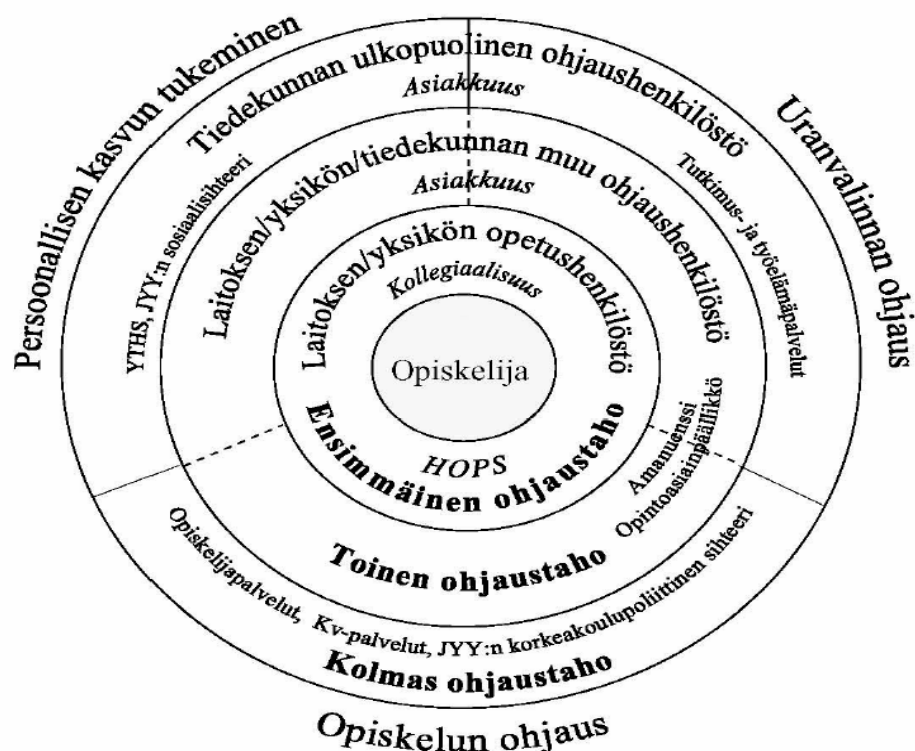 Persoonallisen kasvun tukeminen
Uranvalinnan ohjaus
Opiskelun ohjaus
Tiedekunnan ulkopuolinen ohjaushenkilöstö
Asiakkuus
YTHS, JYY:n sosiaalisihteeri
Tutkimus- ja työelämäpalvelut
Laitoksen/yksikön/tiedekunnan muu ohjaushenkilöstö
Asiakkuus
Laitoksen/yksikön opetushenkilöstö
Kollegiaalisuus
Opiskelija
HOPS
Ensimmäinen ohjaustaho
Amanuenssi
Opintoasiainpäällikkö
Toinen ohjaustaho
Opiskelijapalvelut, Kv-palvelut, JYY:n korkeakoulupoliittinen sihteeri
Kolmas ohjaustaho